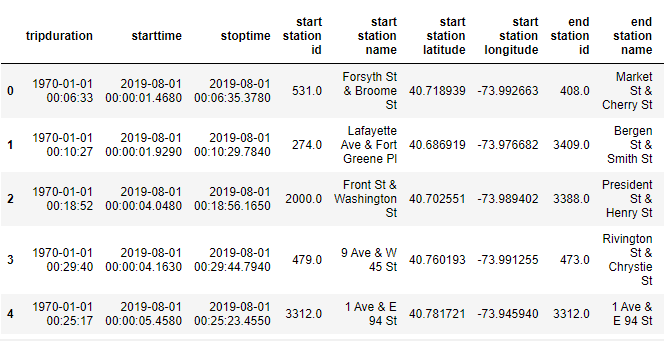 tripduration starttime stoptime start station id start station name start station latitude start station longitude end station id end station name
0 1970-01-01 00:06:33 2019-08-01 00:00:01.4680 2019-08-01 00:06:35.3780 531.0 Forsyth St & Broome St 40.718939 -73.992663 408.0 Market St & Cherry St
1 1970-01-01 00:10:27 2019-08-01 00:00:01.9290 2019-08-01 00:10:29.7840 274.0 Lafayette Ave & Fort Greene Pl 40.686919 -73.976682 3409.0 Bergen St & Smith St
2 1970-01-01 00:18:52 2019-08-01 00:00:04.0480 2019-08-01 00:18:56.1650 2000.0 Front St & Washington St 40.702551 -73.989402 3388.0 President St & Henry St
3 1970-01-01 00:29:40 2019-08-01 00:00:04.1630 2019-08-01 00:29:44.7940 479.0 9 Ave & W 45 St 40.760193 -73.991255 473.0 Rivington St & Chrystie St
4 1970-01-01 00:25:17 2019-08-01 00:00:05.4580 2019-08-01 00:25:23.4550 3312.0 1 Ave & E 94 St 40.781721 -73.945940 3312.0 1 Ave & E 94 St